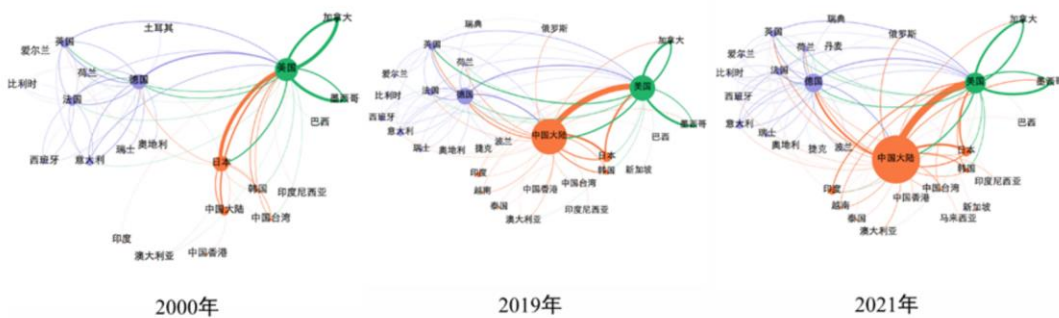 加拿大
土耳其
英国
爱尔兰
荷兰
德国
美国
比利时
法国
墨西哥
巴西
瑞士
奥地利
西班牙
意大利
日本
韩国
印度尼西亚
中国大陆
中国台湾
印度
澳大利亚
中国香港
2000年
加拿大
瑞典
俄罗斯
英国
爱尔兰
荷兰
比利时
法国
德国
美国
西班牙
墨西哥
意大利
中国大陆
巴西
瑞士
奥地利
捷克
波兰
日本
韩国
新加坡
印度
越南
中国香港
中国台湾
泰国
澳大利亚
印度尼西亚
2019年
加拿大
瑞典
俄罗斯
英国
荷兰
丹麦
爱尔兰
比利时
法国
德国
美国
墨西哥
西班牙
意大利
瑞士
巴西
奥地利
捷克
波兰
中国大陆
日本
韩国
印度
越南
中国香港
中国台湾
印度尼西亚
泰国
新加坡
马来西亚
澳大利亚
2021年